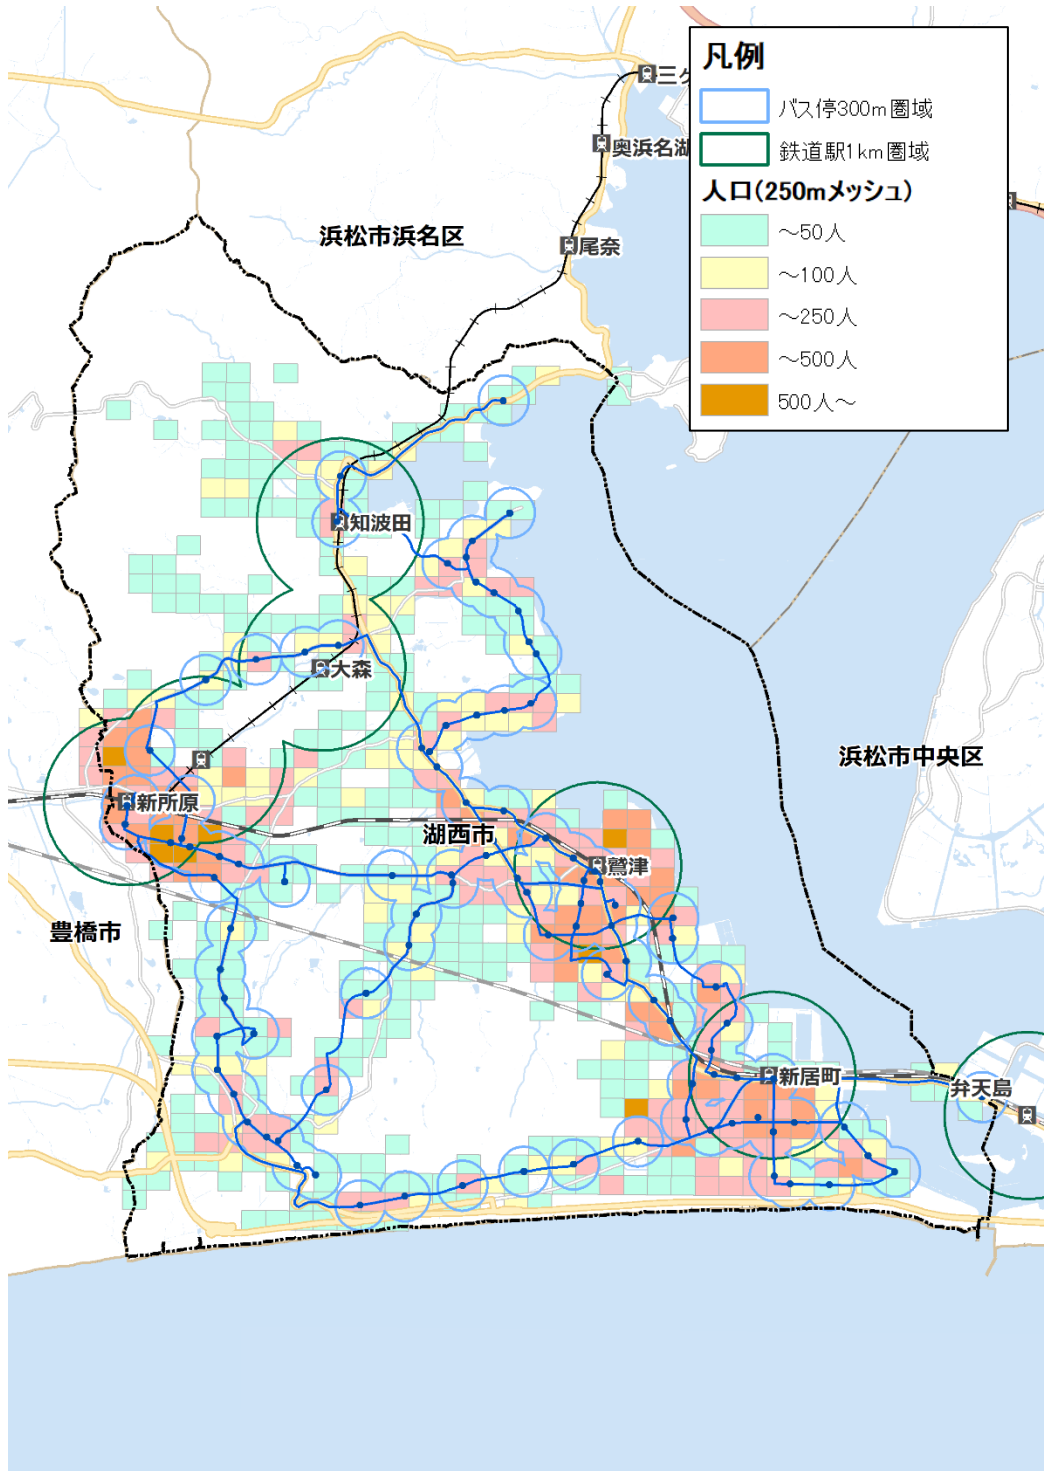 凡例
バス停300m圏域
鉄道駅1km圏域
人口(250mメッシュ)
～50人
～100人
～250人
～500人
500人～
三ケ
奥浜名湖
浜松市浜名区
尾奈
知波田
大森
浜松市中央区
新所原
湖西市
鷲津
豊橋市
新居町
弁天島